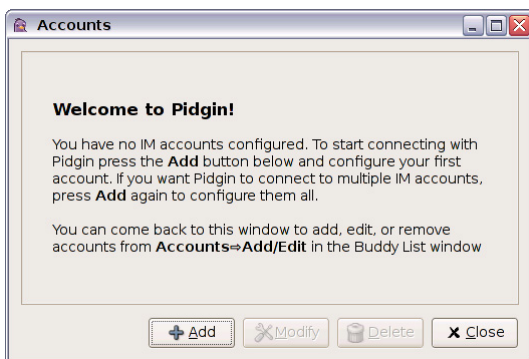 Accounts
Welcome to Pidgin!
You have no IM accounts configured. To start connecting with
Pidgin press the Add button below and configure your first
account. If you want Pidgin to connect to multiple IM accounts,
press Add again to configure them all.
You can come back to this window to add, edit, or remove
accounts from Accounts⇨Add/Edit in the Buddy List window
Add
Modify
Delete
Close